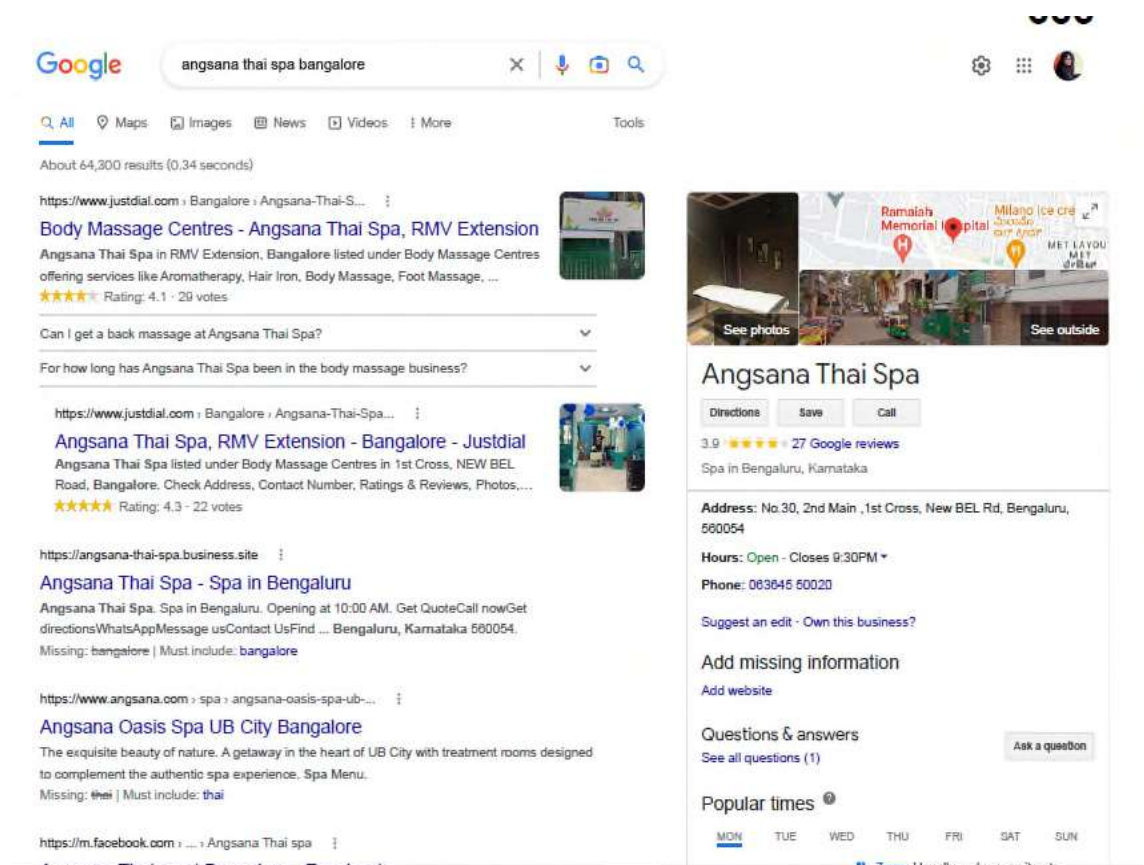 Google
angsana thai spa bangalore
All Maps Images News Videos More Tools
About 64,300 results (0.34 seconds)
https://www.justdial.com › Bangalore › Angsana-Thai-S...
Body Massage Centres - Angsana Thai Spa, RMV Extension
Angsana Thai Spa in RMV Extension, Bangalore listed under Body Massage Centres
offering services like Aromatherapy, Hair Iron, Body Massage, Foot Massage, ...
Rating: 4.1 · 29 votes
Can I get a back massage at Angsana Thai Spa?
For how long has Angsana Thai Spa been in the body massage business?
https://www.justdial.com › Bangalore › Angsana-Thai-Spa...
Angsana Thai Spa, RMV Extension - Bangalore - Justdial
Angsana Thai Spa listed under Body Massage Centres in 1st Cross, NEW BEL
Road, Bangalore. Check Address, Contact Number, Ratings & Reviews, Photos,...
Rating: 4.3 - 22 votes
https://angsana-thai-spa.business.site
Angsana Thai Spa - Spa in Bengaluru
Angsana Thai Spa. Spa in Bengaluru. Opening at 10:00 AM. Get QuoteCall nowGet
directionsWhatsAppMessage usContact UsFind ... Bengaluru, Karnataka 560054.
Missing: bangalore | Must include: bangalore
https://www.angsana.com › spa › angsana-oasis-spa-ub-...
Angsana Oasis Spa UB City Bangalore
The exquisite beauty of nature. A getaway in the heart of UB City with treatment rooms designed
to complement the authentic spa experience. Spa Menu.
Missing: thai | Must include: thai
https://m.facebook.com › ... › Angsana Thai spa
Ramaiah
Memorial
Milano Ice cre
MET LAYOU
MET
See photos
See outside
Angsana Thai Spa
Directions Save Call
3.9 27 Google reviews
Spa in Bengaluru, Karnataka
Address: No.30, 2nd Main ,1st Cross, New BEL Rd, Bengaluru,
560054
Hours: Open - Closes 9:30PM
Phone: 063645 50020
Suggest an edit · Own this business?
Add missing information
Add website
Questions & answers
See all questions (1)
Ask a question
Popular times
MON TUE WED THU FRI SAT SUN